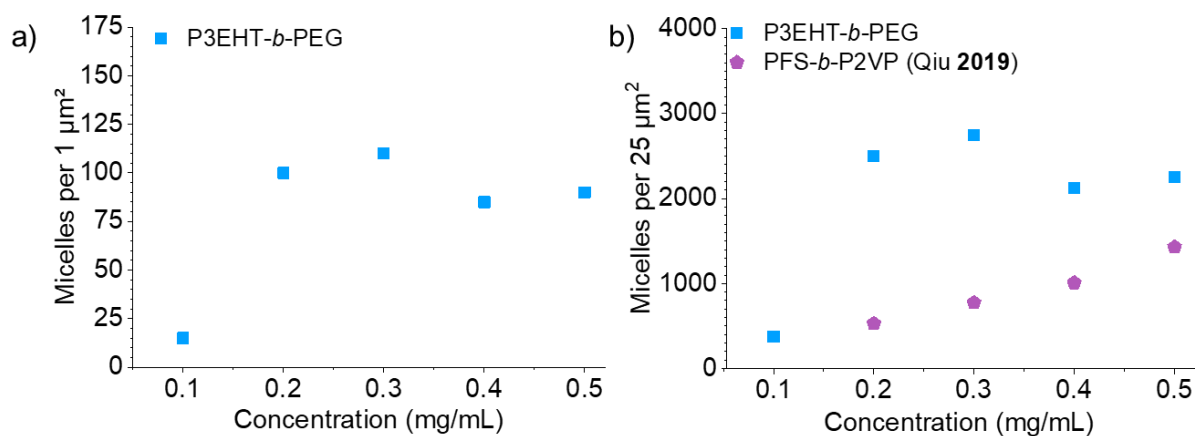 a)
P3EHT-b-PEG
Micelles per 1 µm²
175
150
125
100
75
50
25
0
0.1 0.2 0.3 0.4 0.5
Concentration (mg/mL)
b)
P3EHT-b-PEG
PFS-b-P2VP (Qiu 2019)
Micelles per 25 µm²
4000
3000
2000
1000
0
0.1 0.2 0.3 0.4 0.5
Concentration (mg/mL)